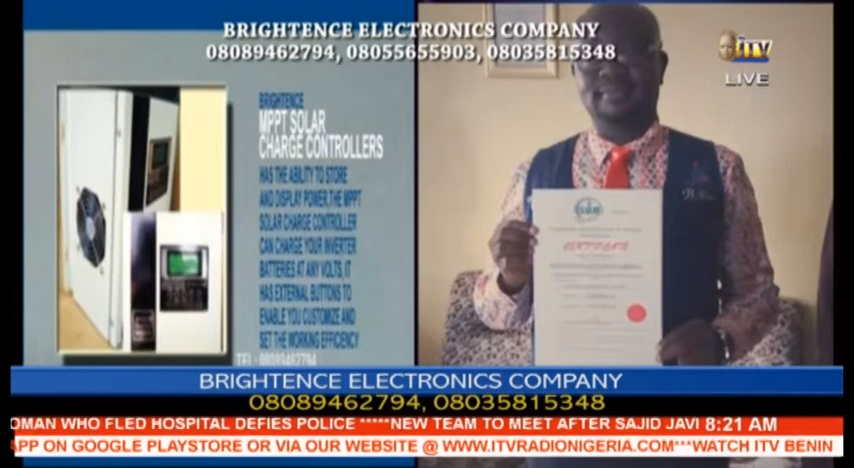 BRIGHTENCE ELECTRONICS COMPANY
08089462794, 08055655903, 08035815348
itv
LIVE
BRIGHTENCE
MPPT SOLAR
CHARGE CONTROLLERS
HAS THE ABILITY TO STORE
AND DISPLAY POWER,THE MPPT
SOLAR CHARGE CONTROLLER
CAN CHARGE YOUR INVERTER
BATTERIES AT ANY VOLTS, IT
HAS EXTERNAL BUTTONS TO
ENABLE YOU CUSTOMIZE AND
SET THE WORKING EFFICIENCY
TEL: 08089462794
CERTIFICATE
BRIGHTENCE ELECTRONICS COMPANY
08089462794, 08035815348
OMAN WHO FLED HOSPITAL DEFIES POLICE *****NEW TEAM TO MEET AFTER SAJID JAVI 8:21 AM
APP ON GOOGLE PLAYSTORE OR VIA OUR WEBSITE @ WWW.ITVRADIONIGERIA.COM***WATCH ITV BENIN